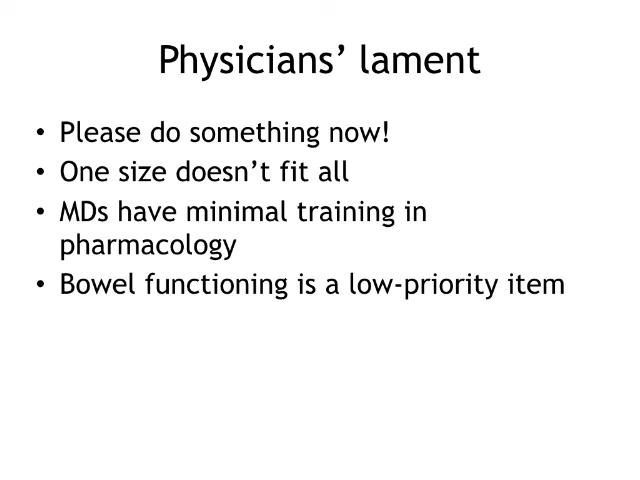 Physicians’ lament
• Please do something now!
• One size doesn’t fit all
• MDs have minimal training in
pharmacology
• Bowel functioning is a low-priority item